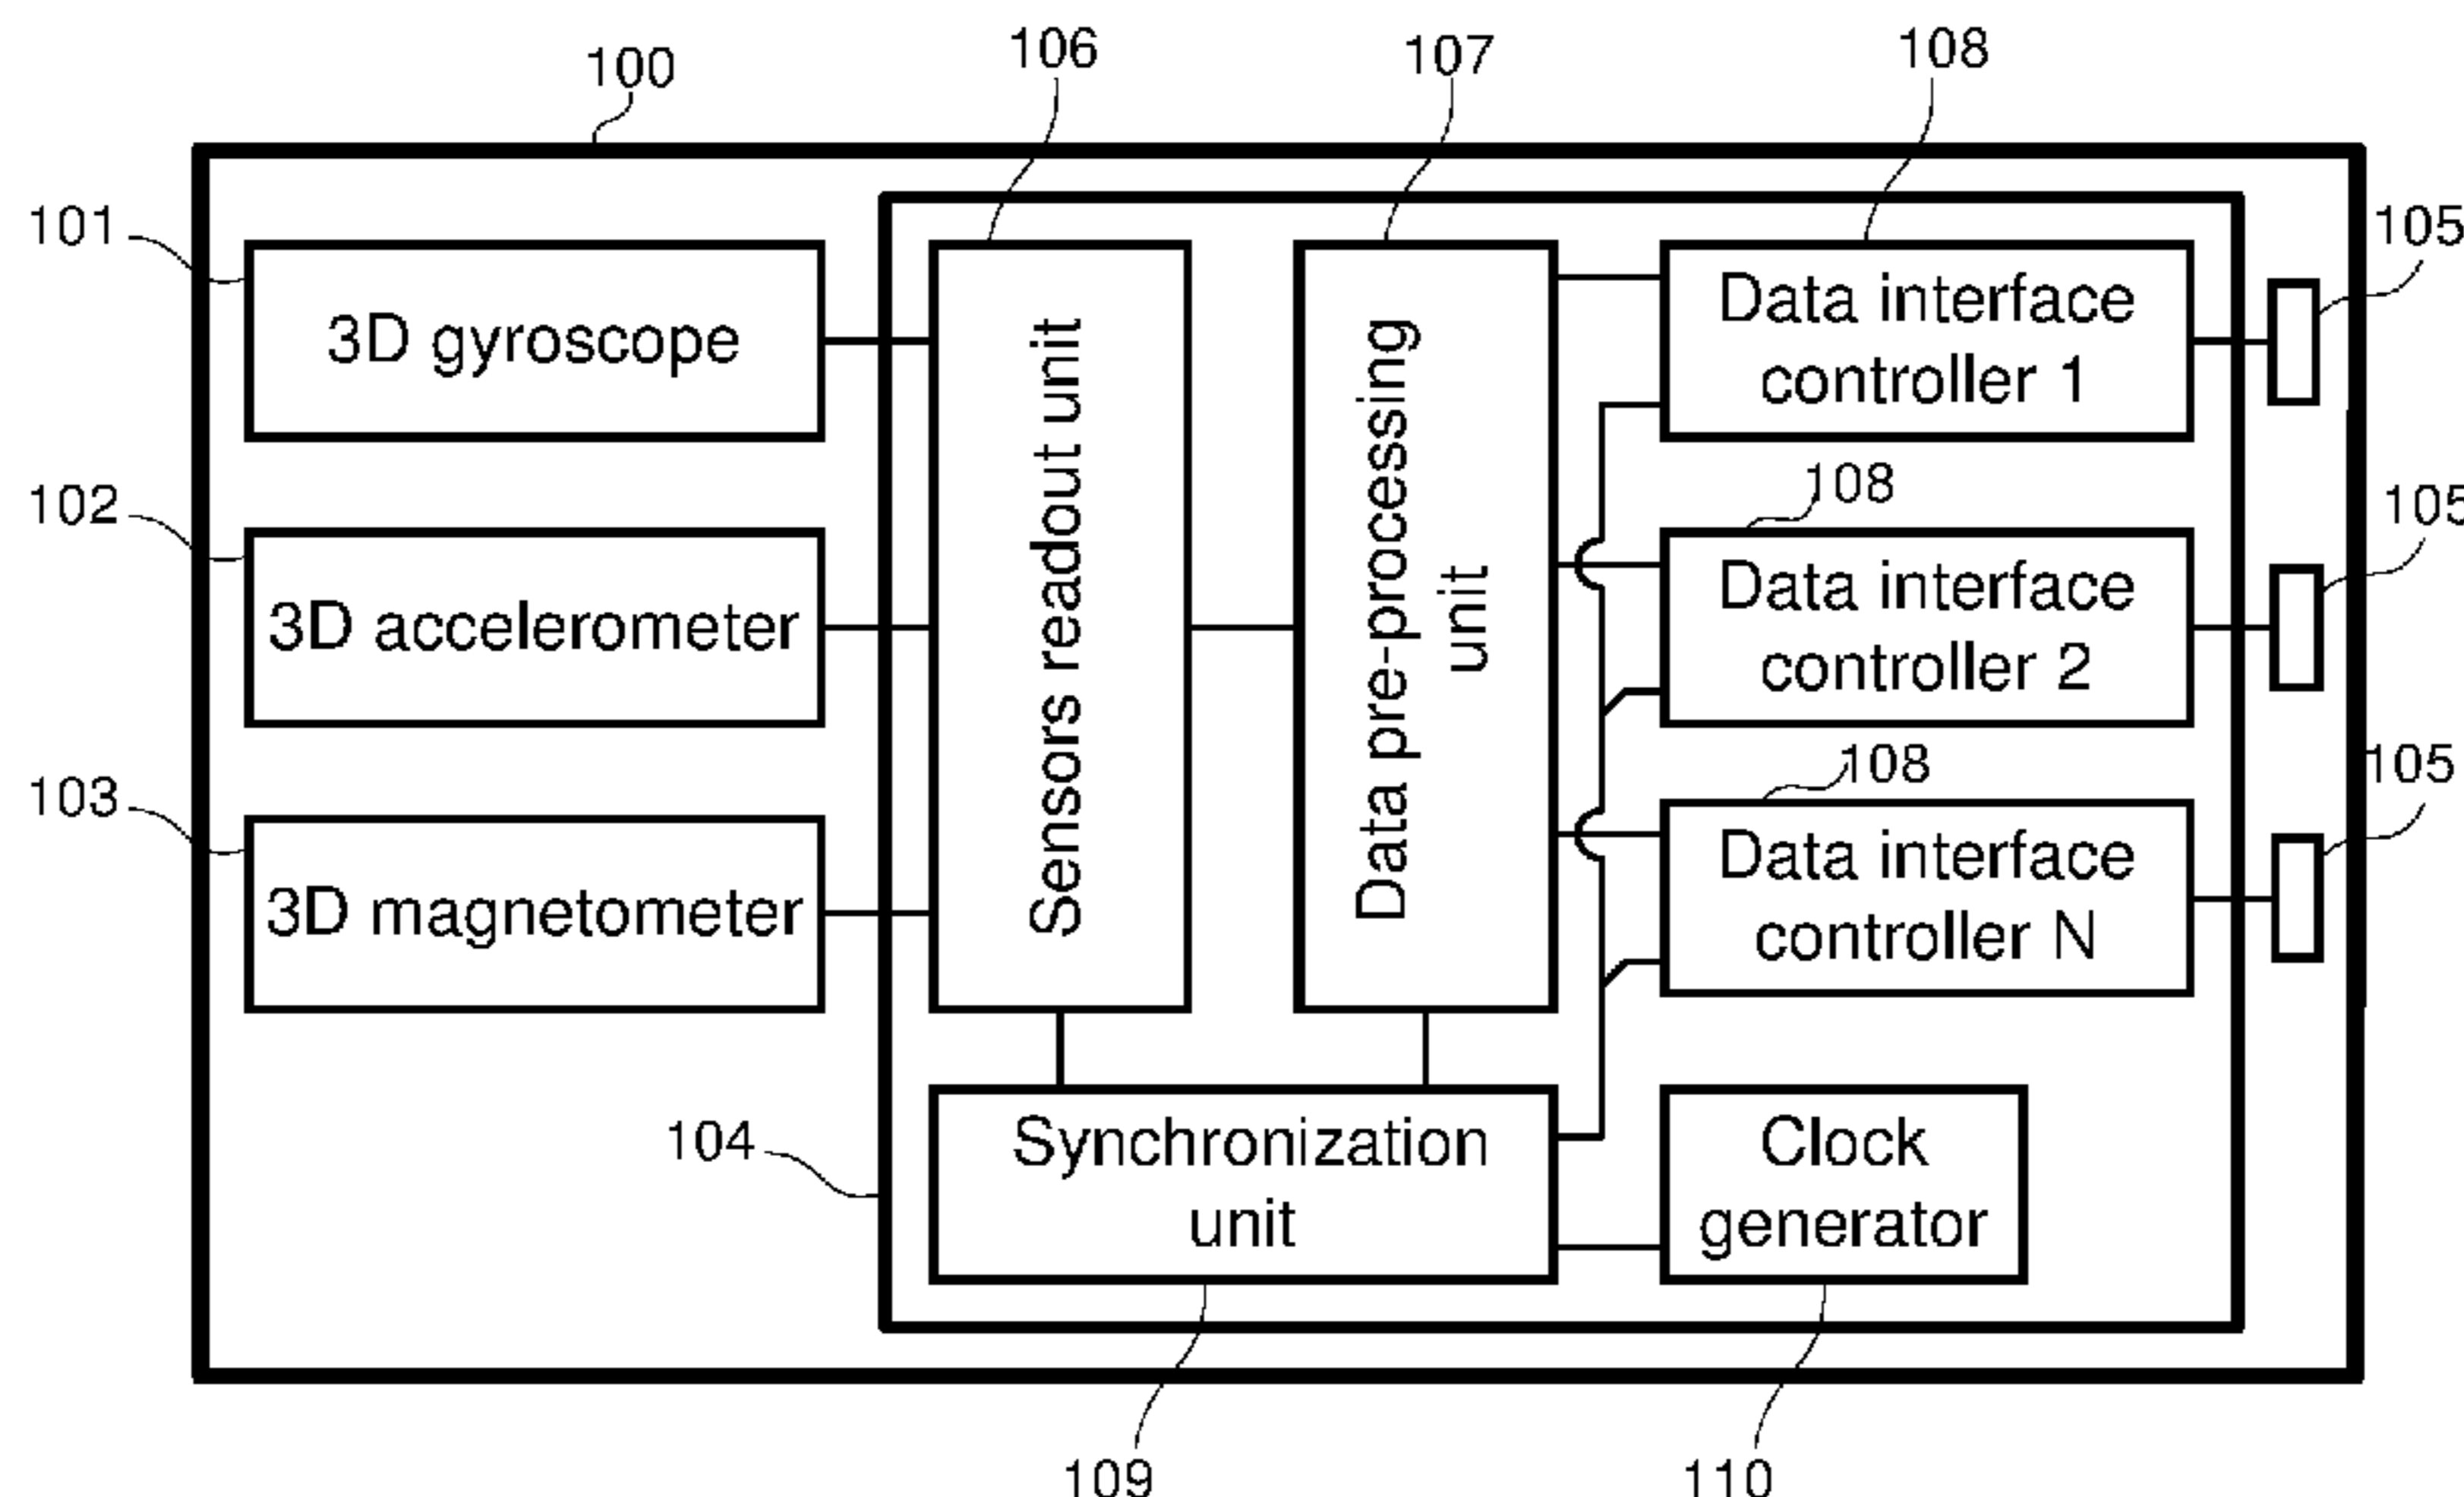 100
106
107
108
101
3D gyroscope
102
3D accelerometer
103
3D magnetometer
Sensors readout unit
Data pre-processing
unit
Data interface
controller 1
105
108
Data interface
controller 2
105
108
Data interface
controller N
105
104
Synchronization
unit
Clock
generator
109
110